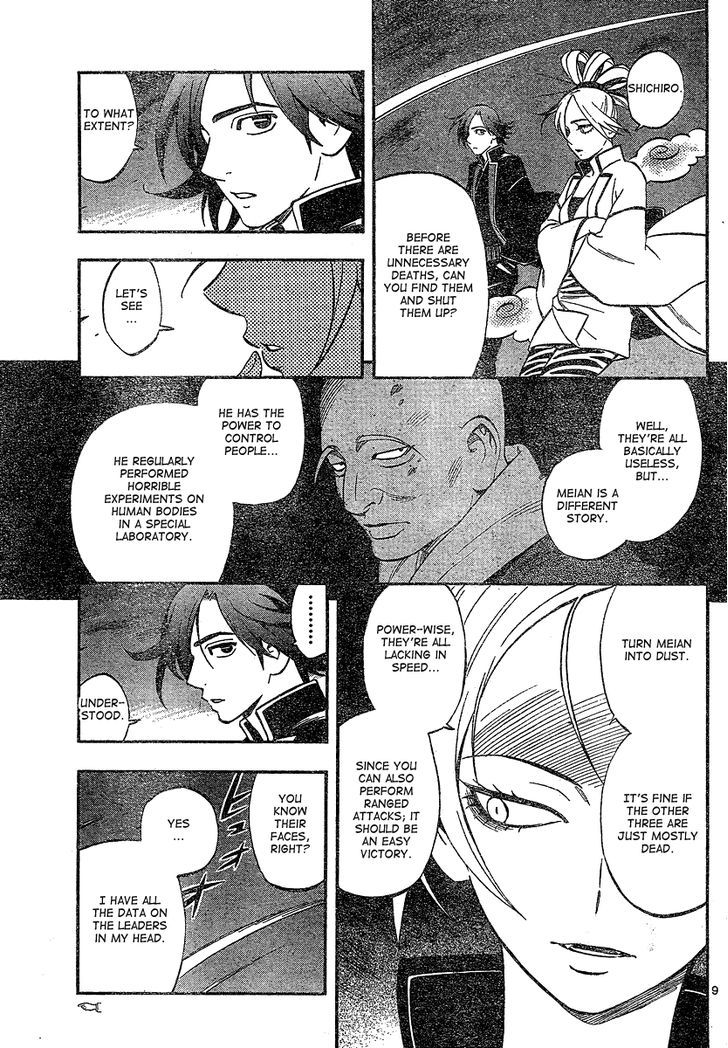 SHICHIRO.
BEFORE
THERE ARE
UNNECESSARY
DEATHS, CAN
YOU FIND THEM
AND SHUT
THEM UP?
TO WHAT
EXTENT?
LET'S
SEE
...
WELL,
THEY'RE ALL
BASICALLY
USELESS,
BUT...
MEIAN IS A
DIFFERENT
STORY.
HE HAS THE
POWER TO
CONTROL
PEOPLE...
HE REGULARLY
PERFORMED
HORRIBLE
EXPERIMENTS ON
HUMAN BODIES
IN A SPECIAL
LABORATORY.
TURN MEIAN
INTO DUST.
IT'S FINE IF
THE OTHER
THREE ARE
JUST MOSTLY
DEAD.
POWER-WISE,
THEY'RE ALL
LACKING IN
SPEED...
SINCE YOU
CAN ALSO
PERFORM
RANGED
ATTACKS; IT
SHOULD BE
AN EASY
VICTORY.
........
UNDER-
STOOD.
YOU
KNOW
THEIR
FACES,
RIGHT?
YES
...
I HAVE ALL
THE DATA ON
THE LEADERS
IN MY HEAD.
9